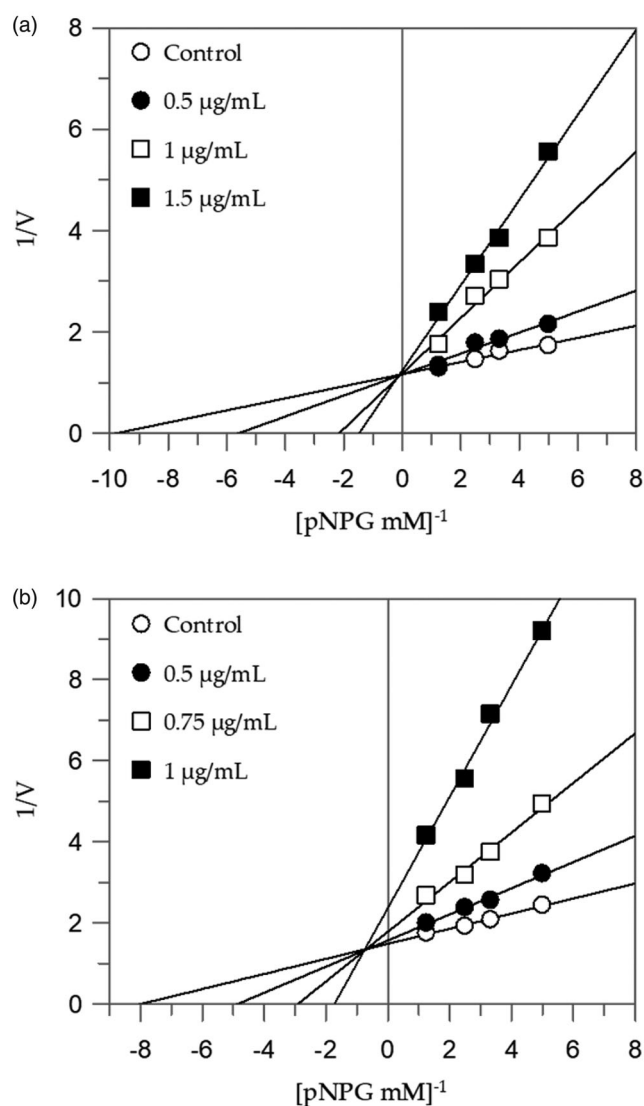 (a)
8
6
4
2
0
1/V
Control
0.5 µg/mL
1 µg/mL
1.5 µg/mL
-10 -8 -6 -4 -2 0 2 4 6 8
[pNPG mM]⁻¹
(b)
10
8
6
4
2
0
1/V
Control
0.5 µg/mL
0.75 µg/mL
1 µg/mL
-8 -6 -4 -2 0 2 4 6 8
[pNPG mM]⁻¹